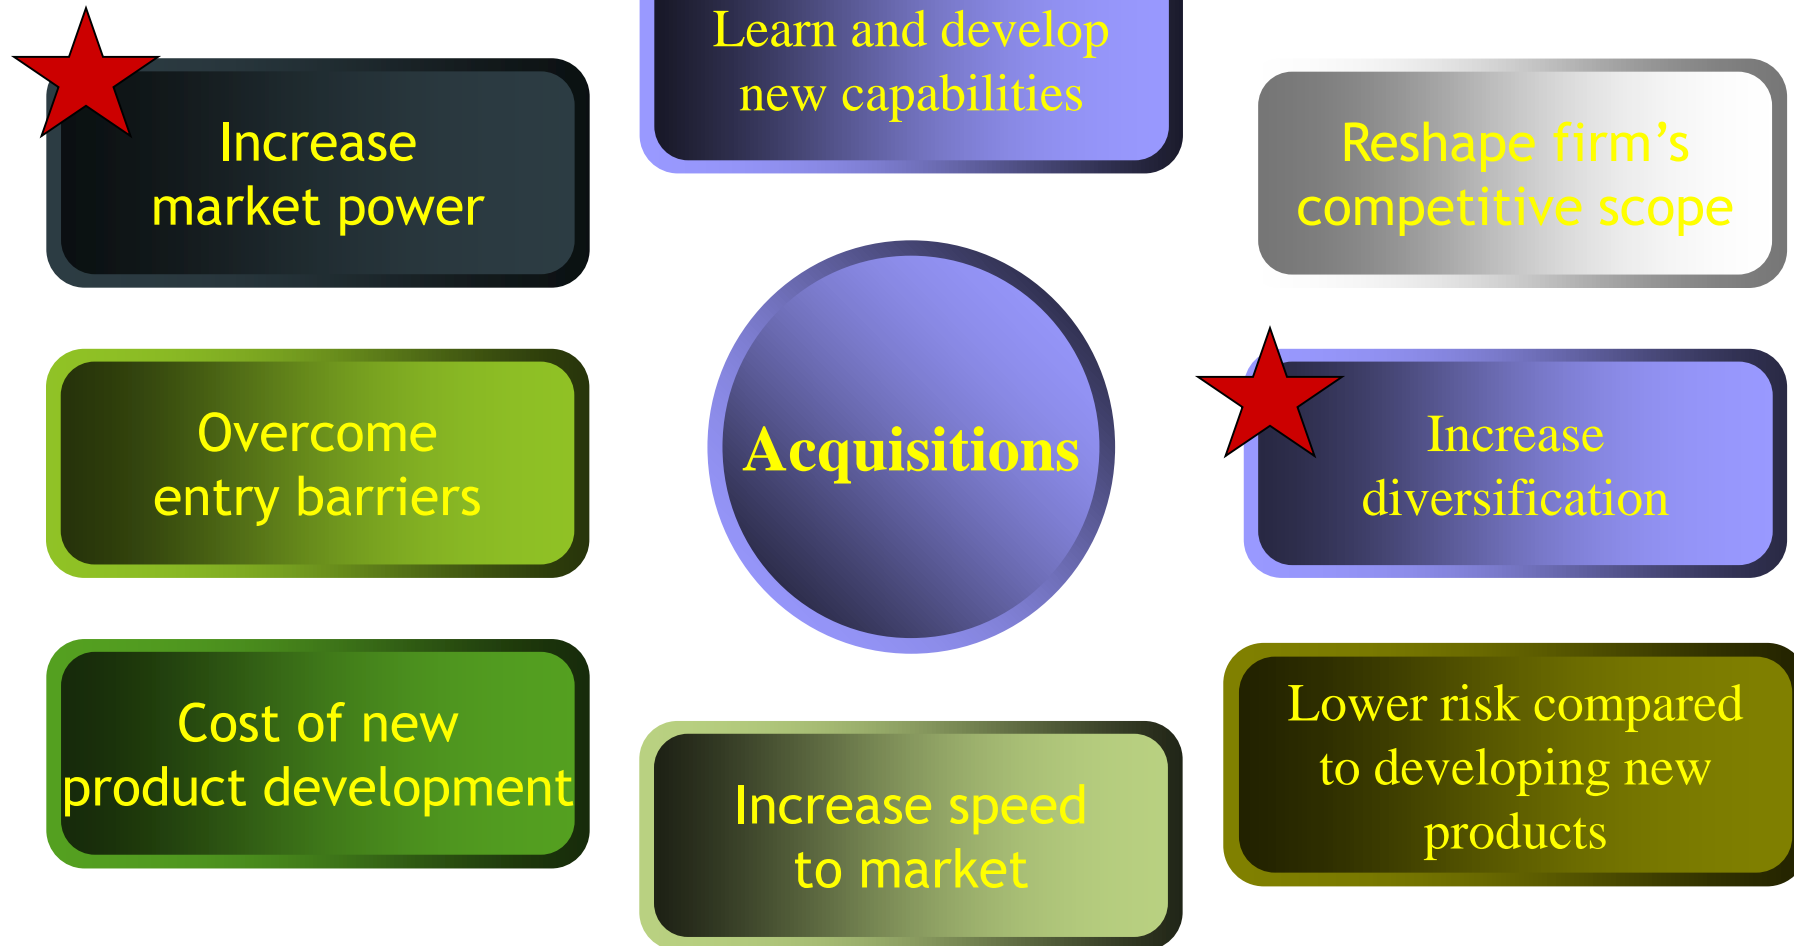 Learn and develop
new capabilities
Increase
market power
Reshape firm’s
competitive scope
Overcome
entry barriers
Acquisitions
Increase
diversification
Cost of new
product development
Increase speed
to market
Lower risk compared
to developing new
products